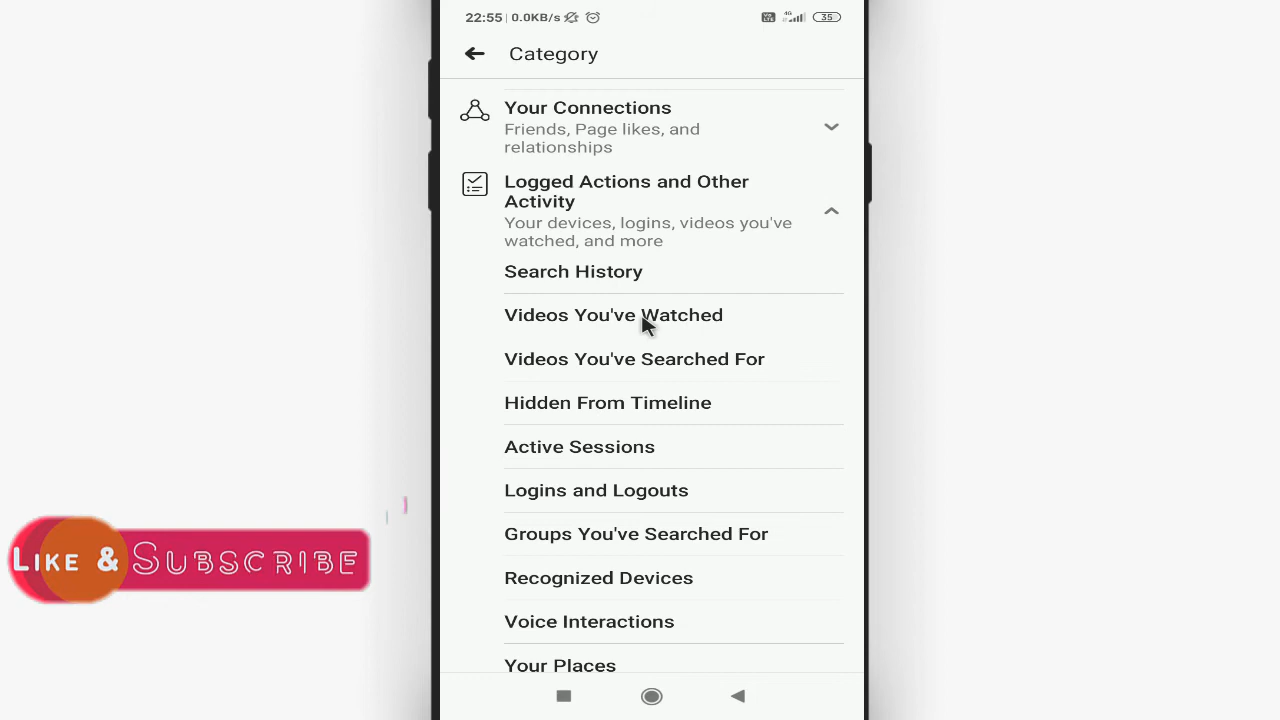 22:55 0.0KB/s
VO LTE 4G 35
Category
Your Connections
Friends, Page likes, and
relationships
Logged Actions and Other
Activity
Your devices, logins, videos you've
watched, and more
Search History
Videos You've Watched
Videos You've Searched For
Hidden From Timeline
Active Sessions
Logins and Logouts
Groups You've Searched For
Recognized Devices
Voice Interactions
Your Places
LIKE & SUBSCRIBE